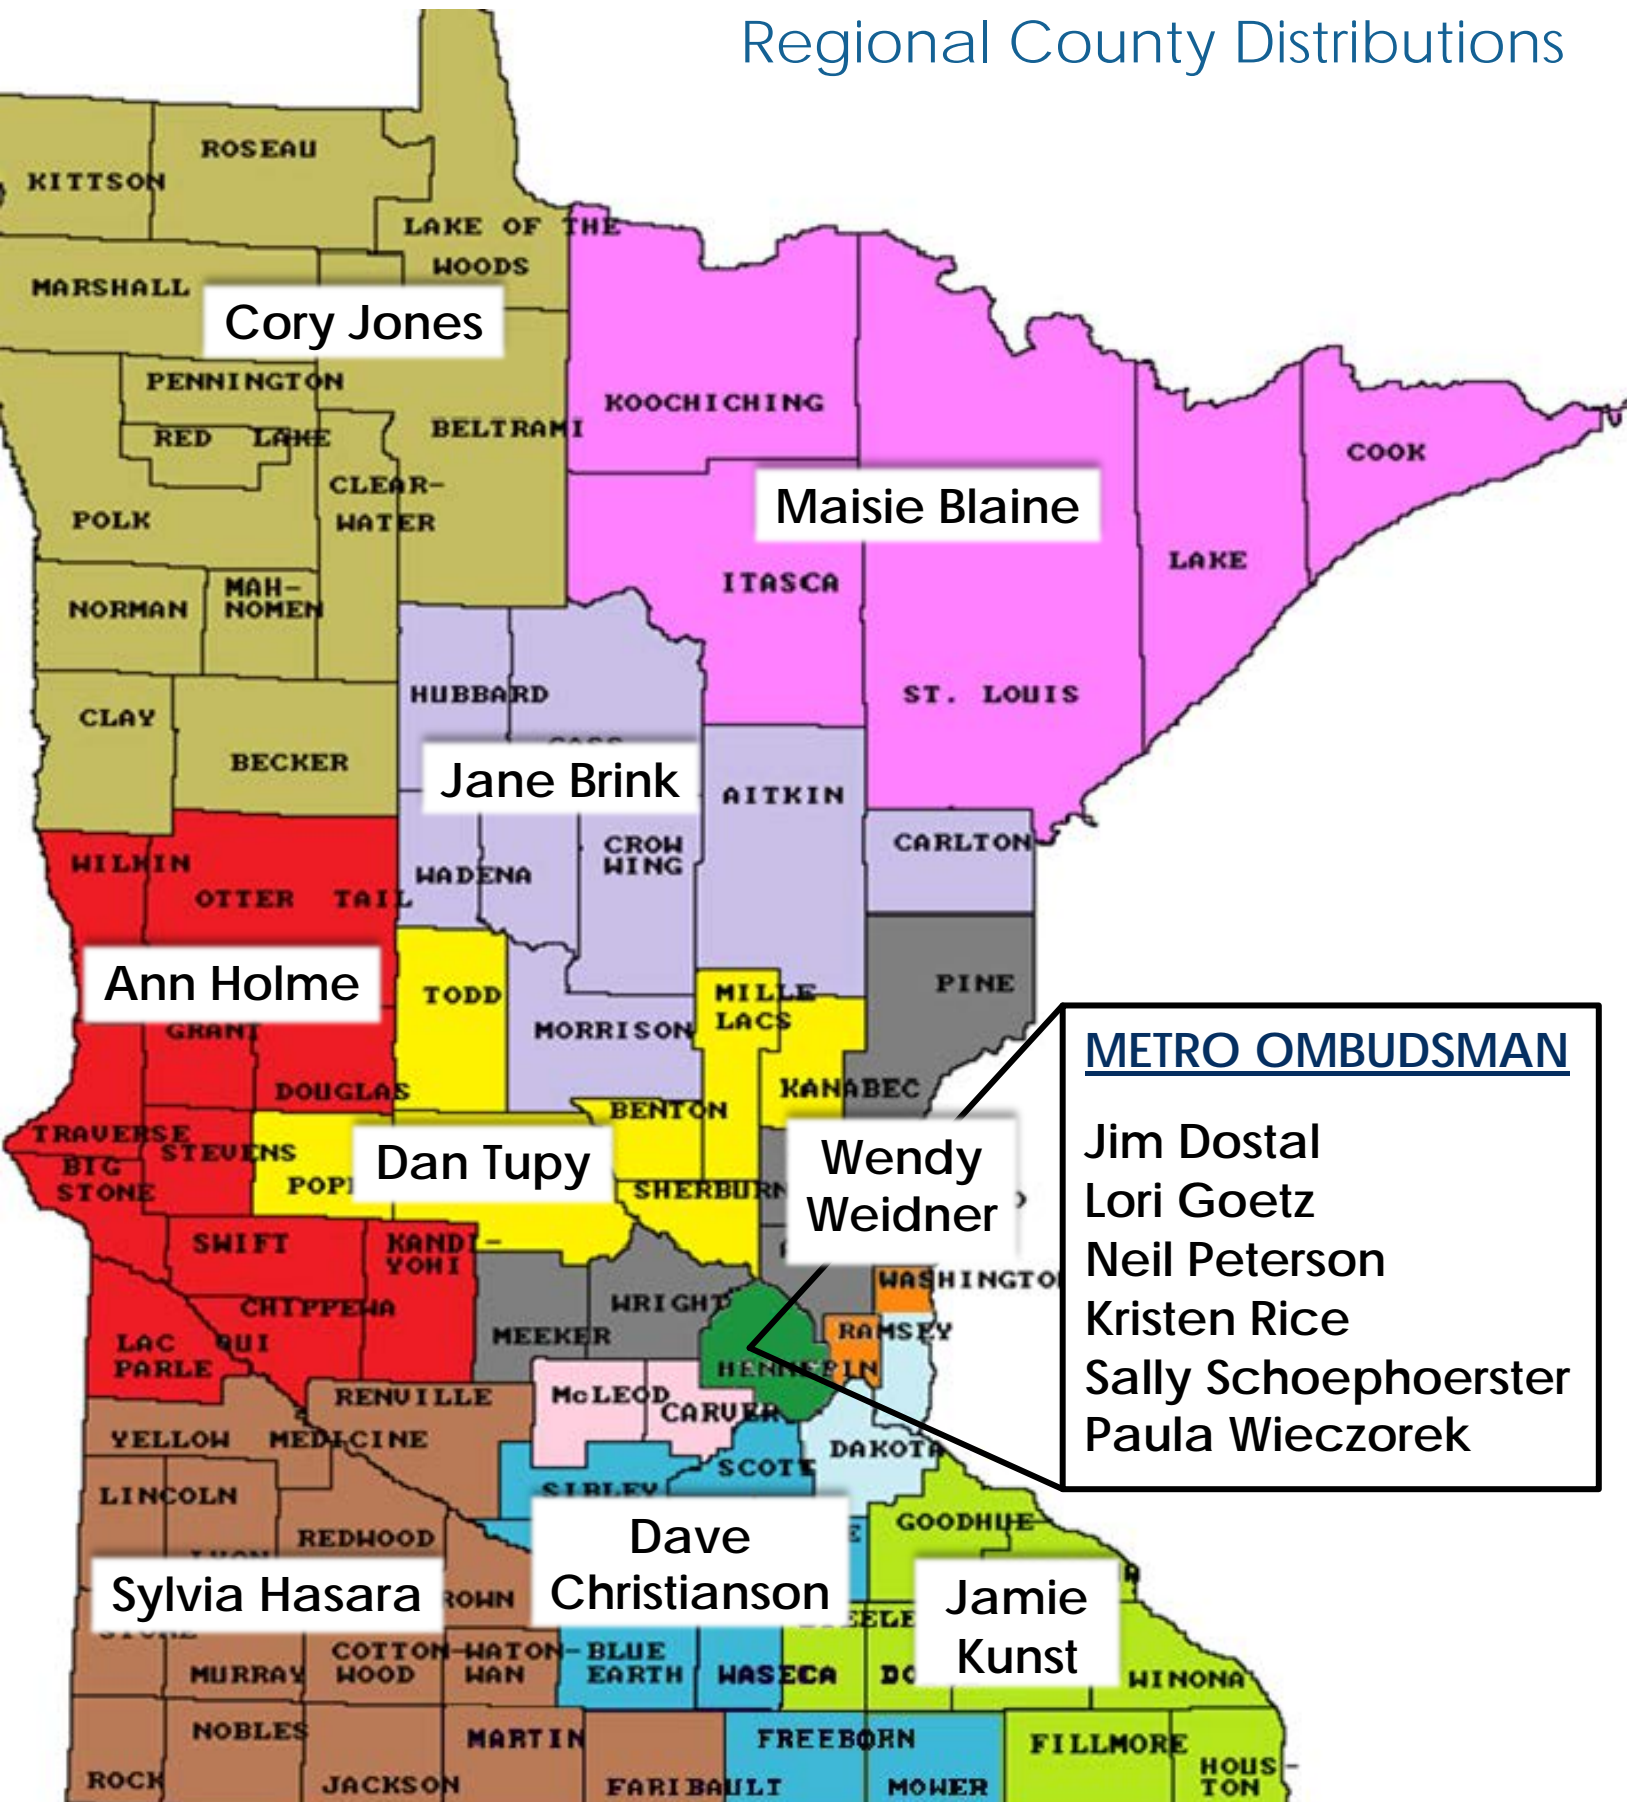 Regional County Distributions
ROSEAU
KITTSON
LAKE OF THE
WOODS
MARSHALL
Cory Jones
PENNINGTON
KOOCHICHING
BELTRAMI
RED LAKE
COOK
CLEAR-
WATER
Maisie Blaine
POLK
LAKE
ITASCA
MAH-
NOMEN
NORMAN
HUBBARD
ST. LOUIS
CLAY
BECKER
Jane Brink
AITKIN
CROW
WING
CARLTON
WILKIN
WADENA
OTTER TAIL
Ann Holme
TODD
MILLE
LACS
PINE
GRANT
MORRISON
DOUGLAS
KANABEC
BENTON
METRO OMBUDSMAN
Jim Dostal
Lori Goetz
Neil Peterson
Kristen Rice
Sally Schoephoerster
Paula Wieczorek
TRAVERSE
STEVENS
BIG
STONE
POP
Dan Tupy
SHERBURN
Wendy
Weidner
SWIFT
KANDI-
YOHI
WASHINGTO
CHIPPEWA
WRIGHT
MEEKER
RAMSEY
LAC QUI
PARLE
HENNEPIN
RENVILLE
McLEOD
CARVER
YELLOW MEDICINE
DAKOTA
SCOTT
SIBLEY
LINCOLN
REDWOOD
GOODHUE
Dave
Christianson
Sylvia Hasara
ROWN
Jamie
Kunst
EELE
COTTON-
WOOD
WATON-
WAN
BLUE
EARTH
MURRAY
WASECA
DO
WINONA
NOBLES
MARTIN
FREEBORN
FILLMORE
HOUS-
TON
ROCK
JACKSON
FARIBAULT
MOWER